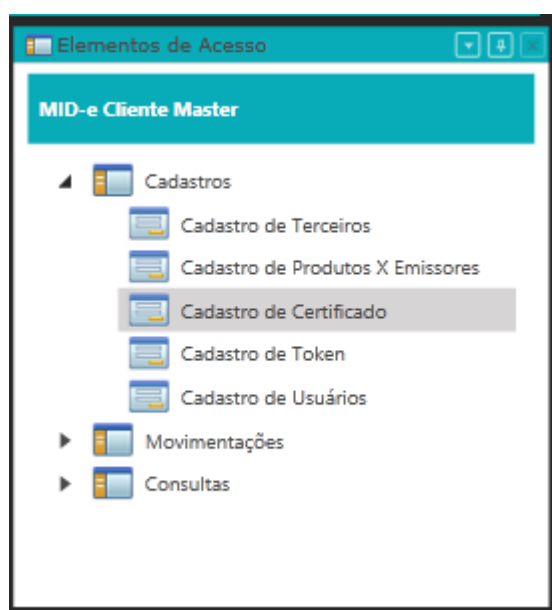 Elementos de Acesso
MID-e Cliente Master
Cadastros
Cadastro de Terceiros
Cadastro de Produtos X Emissores
Cadastro de Certificado
Cadastro de Token
Cadastro de Usuários
Movimentações
Consultas